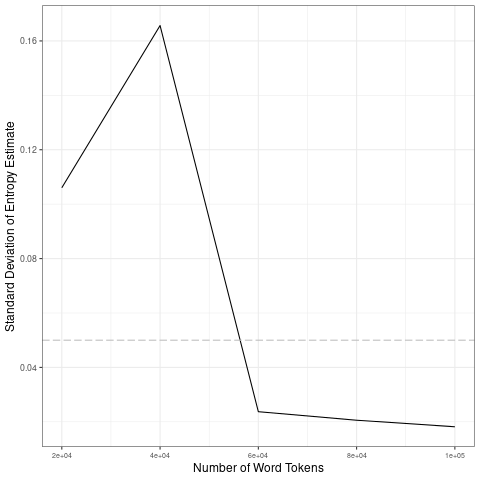 Standard Deviation of Entropy Estimate
0.16
0.12
0.08
0.04
2e+04 4e+04 6e+04 8e+04 1e+05
Number of Word Tokens